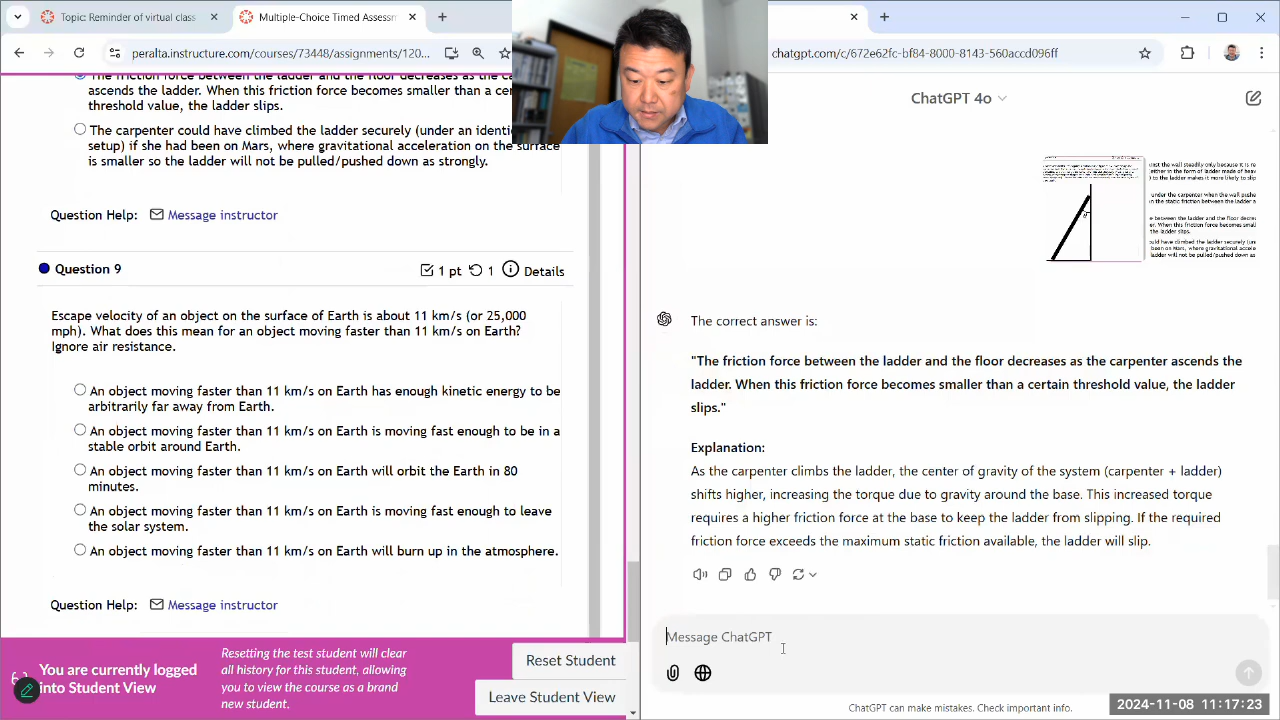 Topic: Reminder of virtual class
Multiple-Choice Timed Assessm
peralta.instructure.com/courses/73448/assignments/120...
chatgpt.com/c/672e62fc-bf84-8000-8143-560accd09fff
The friction force between the ladder and the floor decreases as the ca
ascends the ladder. When this friction force becomes smaller than a cer
threshold value, the ladder slips.
The carpenter could have climbed the ladder securely (under an identic
setup) if she had been on Mars, where gravitational acceleration on the surface
is smaller so the ladder will not be pulled/pushed down as strongly.
Question Help: Message instructor
Question 9
1 pt 1 Details
Escape velocity of an object on the surface of Earth is about 11 km/s (or 25,000
mph). What does this mean for an object moving faster than 11 km/s on Earth?
Ignore air resistance.
An object moving faster than 11 km/s on Earth has enough kinetic energy to be
arbitrarily far away from Earth.
An object moving faster than 11 km/s on Earth is moving fast enough to be in a
stable orbit around Earth.
An object moving faster than 11 km/s on Earth will orbit the Earth in 80
minutes.
An object moving faster than 11 km/s on Earth is moving fast enough to leave
the solar system.
An object moving faster than 11 km/s on Earth will burn up in the atmosphere.
Question Help: Message instructor
You are currently logged
into Student View
Resetting the test student will clear
all history for this student, allowing
you to view the course as a brand
new student.
Reset Student
Leave Student View
ChatGPT 4o
The correct answer is:
"The friction force between the ladder and the floor decreases as the carpenter ascends the
ladder. When this friction force becomes smaller than a certain threshold value, the ladder
slips."
Explanation:
As the carpenter climbs the ladder, the center of gravity of the system (carpenter + ladder)
shifts higher, increasing the torque due to gravity around the base. This increased torque
requires a higher friction force at the base to keep the ladder from slipping. If the required
friction force exceeds the maximum static friction available, the ladder will slip.
Message ChatGPT
ChatGPT can make mistakes. Check important info.
2024-11-08 11:17:23